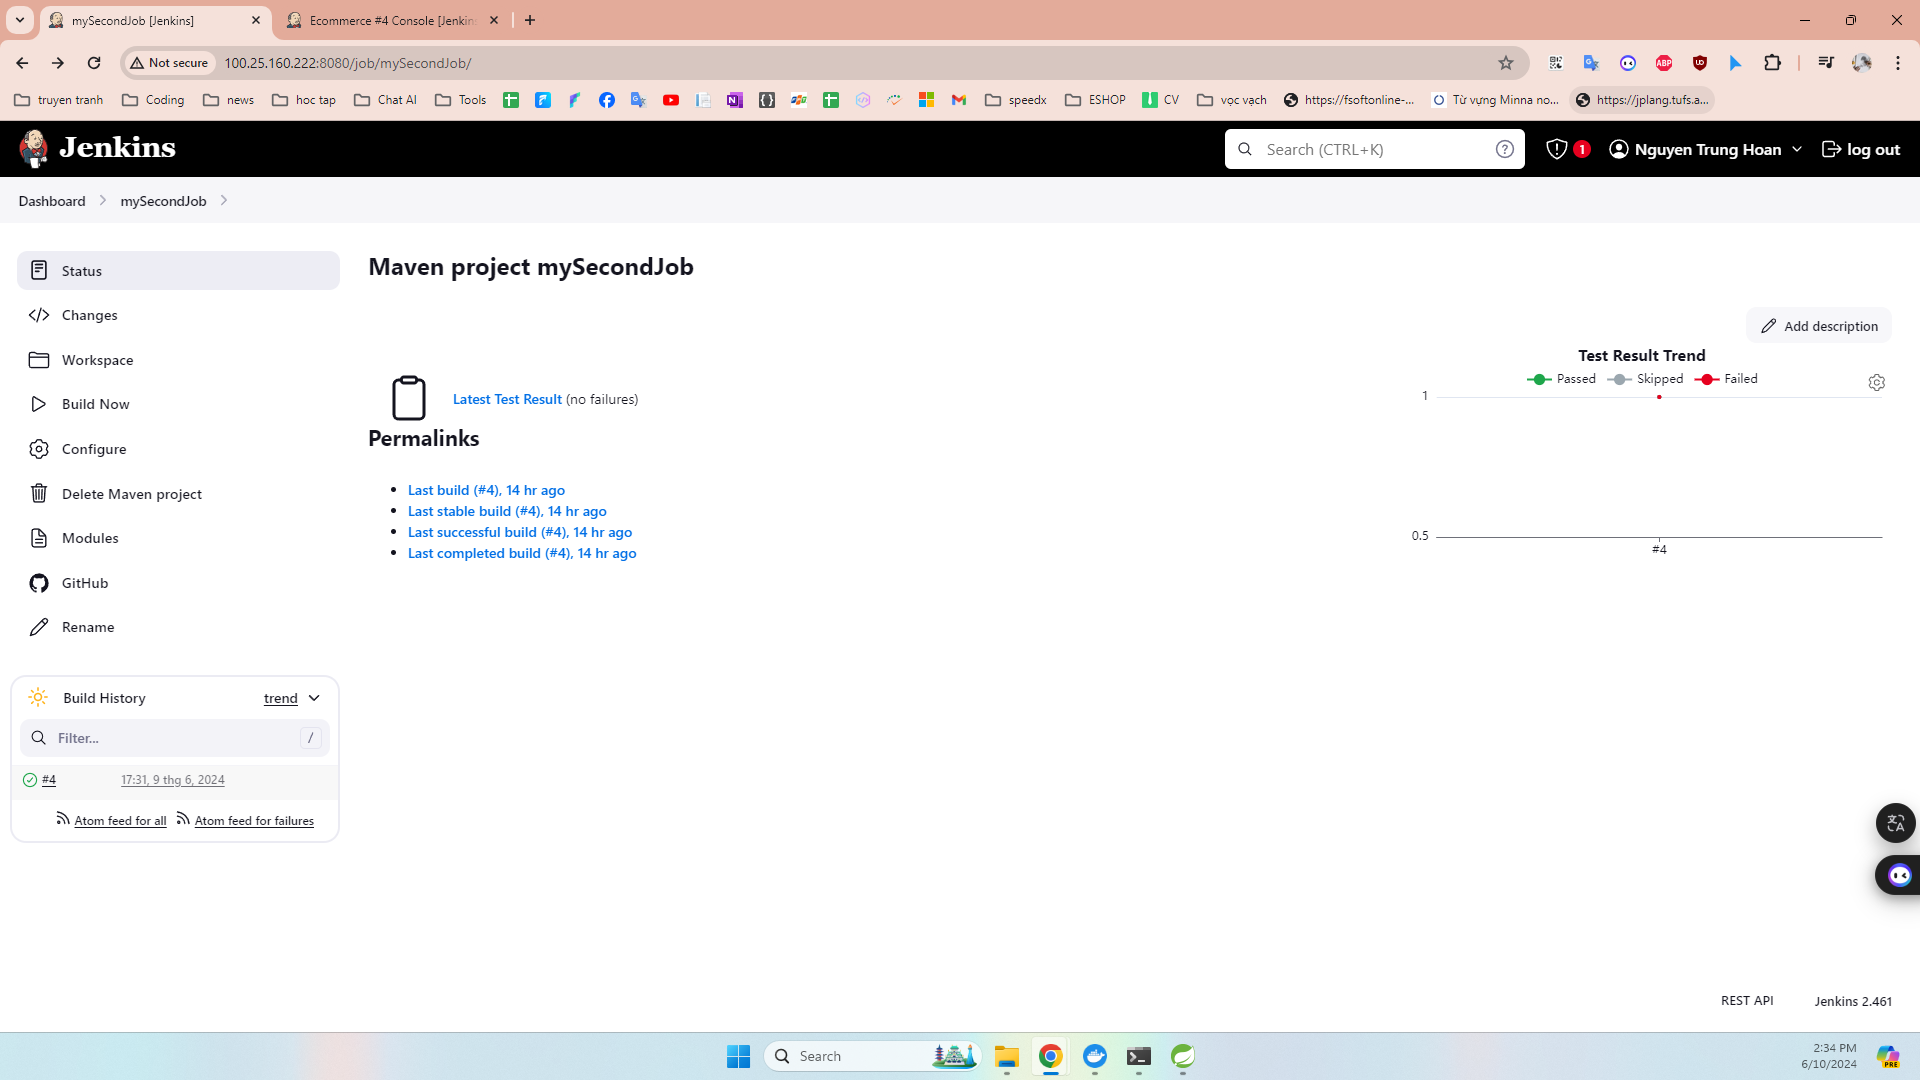 mySecondJob [Jenkins]
Ecommerce #4 Console [Jenkins
Not secure
100.25.160.222:8080/job/mySecondJob/
ABP
truyen tranh
Coding
news
hoc tap
Chat AI
Tools
speedx
ESHOP
CV
vọc vạch
https://fsoftonline-...
Từ vựng Minna no...
https://jplang.tufs.a...
Jenkins
Search (CTRL+K)
1
Nguyen Trung Hoan
log out
Dashboard
mySecondJob
Status
Changes
Workspace
Build Now
Configure
Delete Maven project
Modules
GitHub
Rename
Build History
trend
Filter...
/
#4
17:31, 9 thg 6, 2024
Atom feed for all
Atom feed for failures
Maven project mySecondJob
Add description
Latest Test Result (no failures)
Permalinks
Last build (#4), 14 hr ago
Last stable build (#4), 14 hr ago
Last successful build (#4), 14 hr ago
Last completed build (#4), 14 hr ago
Test Result Trend
Passed
Skipped
Failed
1
0.5
#4
REST API
Jenkins 2.461
Search
2:34 PM
6/10/2024
PRE